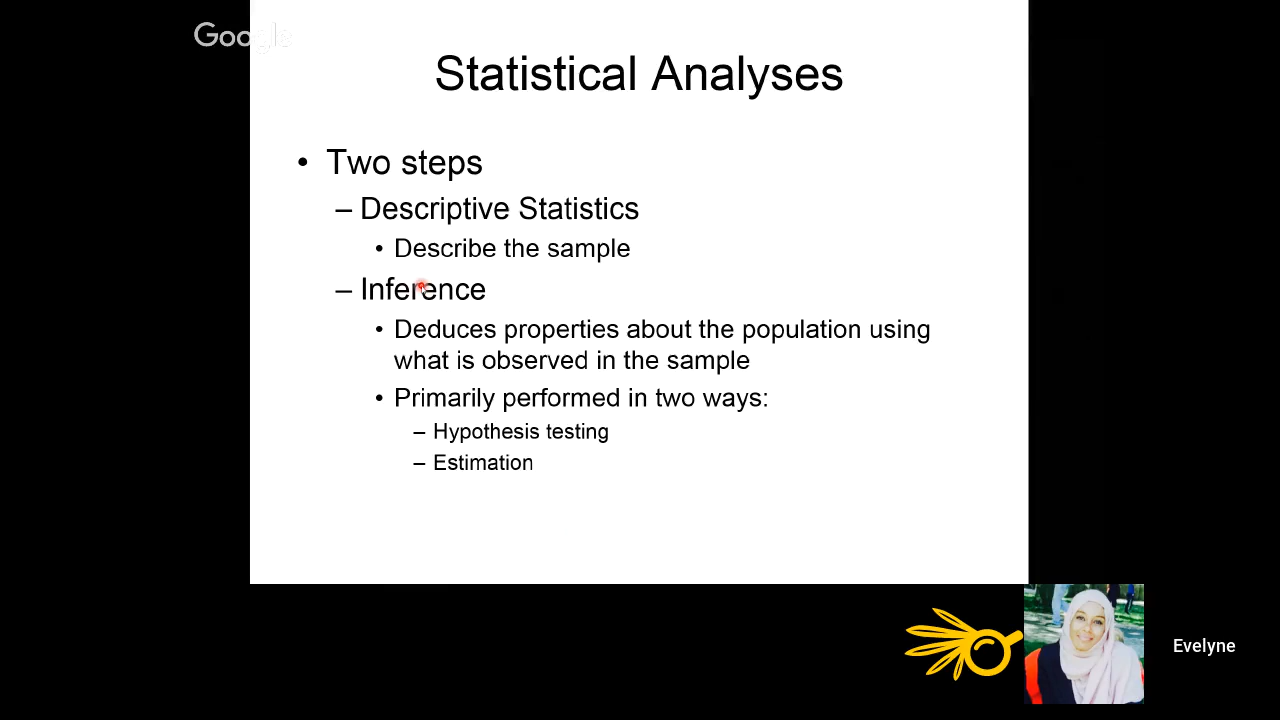 Google
Statistical Analyses
• Two steps
– Descriptive Statistics
• Describe the sample
– Inference
• Deduces properties about the population using
what is observed in the sample
• Primarily performed in two ways:
– Hypothesis testing
– Estimation
Evelyne